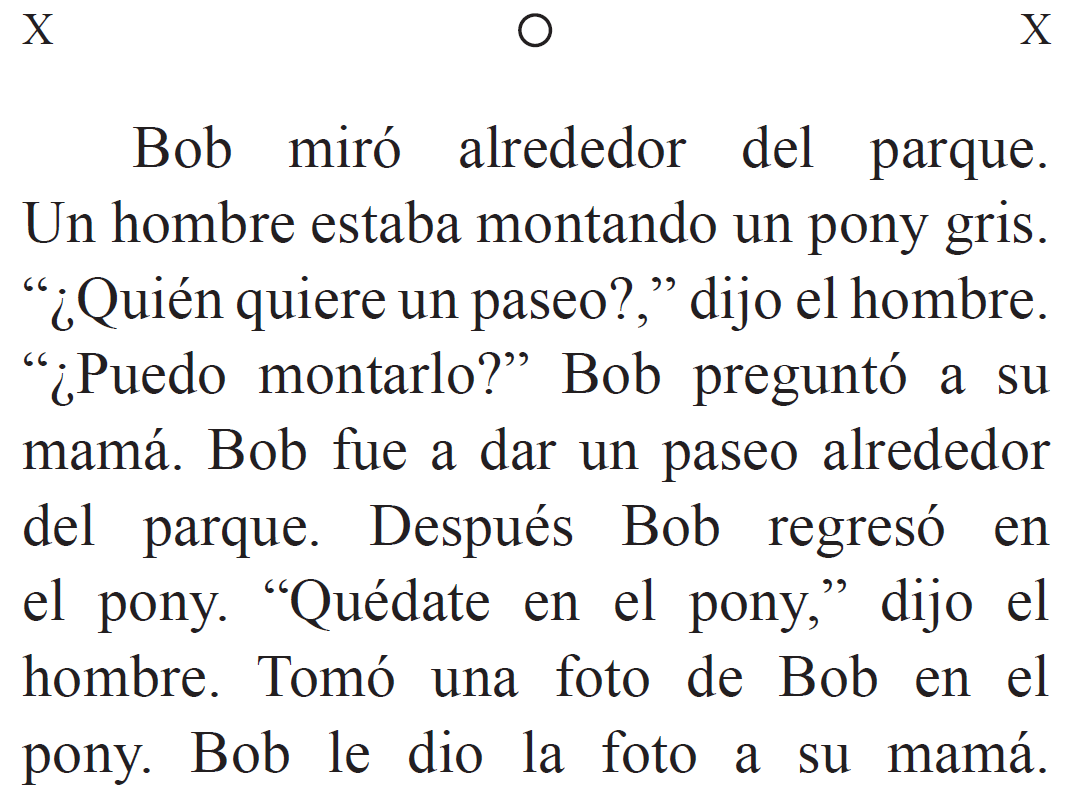 X O X
Bob miró alrededor del parque.
Un hombre estaba montando un pony gris.
“¿Quién quiere un paseo?,” dijo el hombre.
“¿Puedo montarlo?” Bob preguntó a su
mamá. Bob fue a dar un paseo alrededor
del parque. Después Bob regresó en
el pony. “Quédate en el pony,” dijo el
hombre. Tomó una foto de Bob en el
pony. Bob le dio la foto a su mamá.